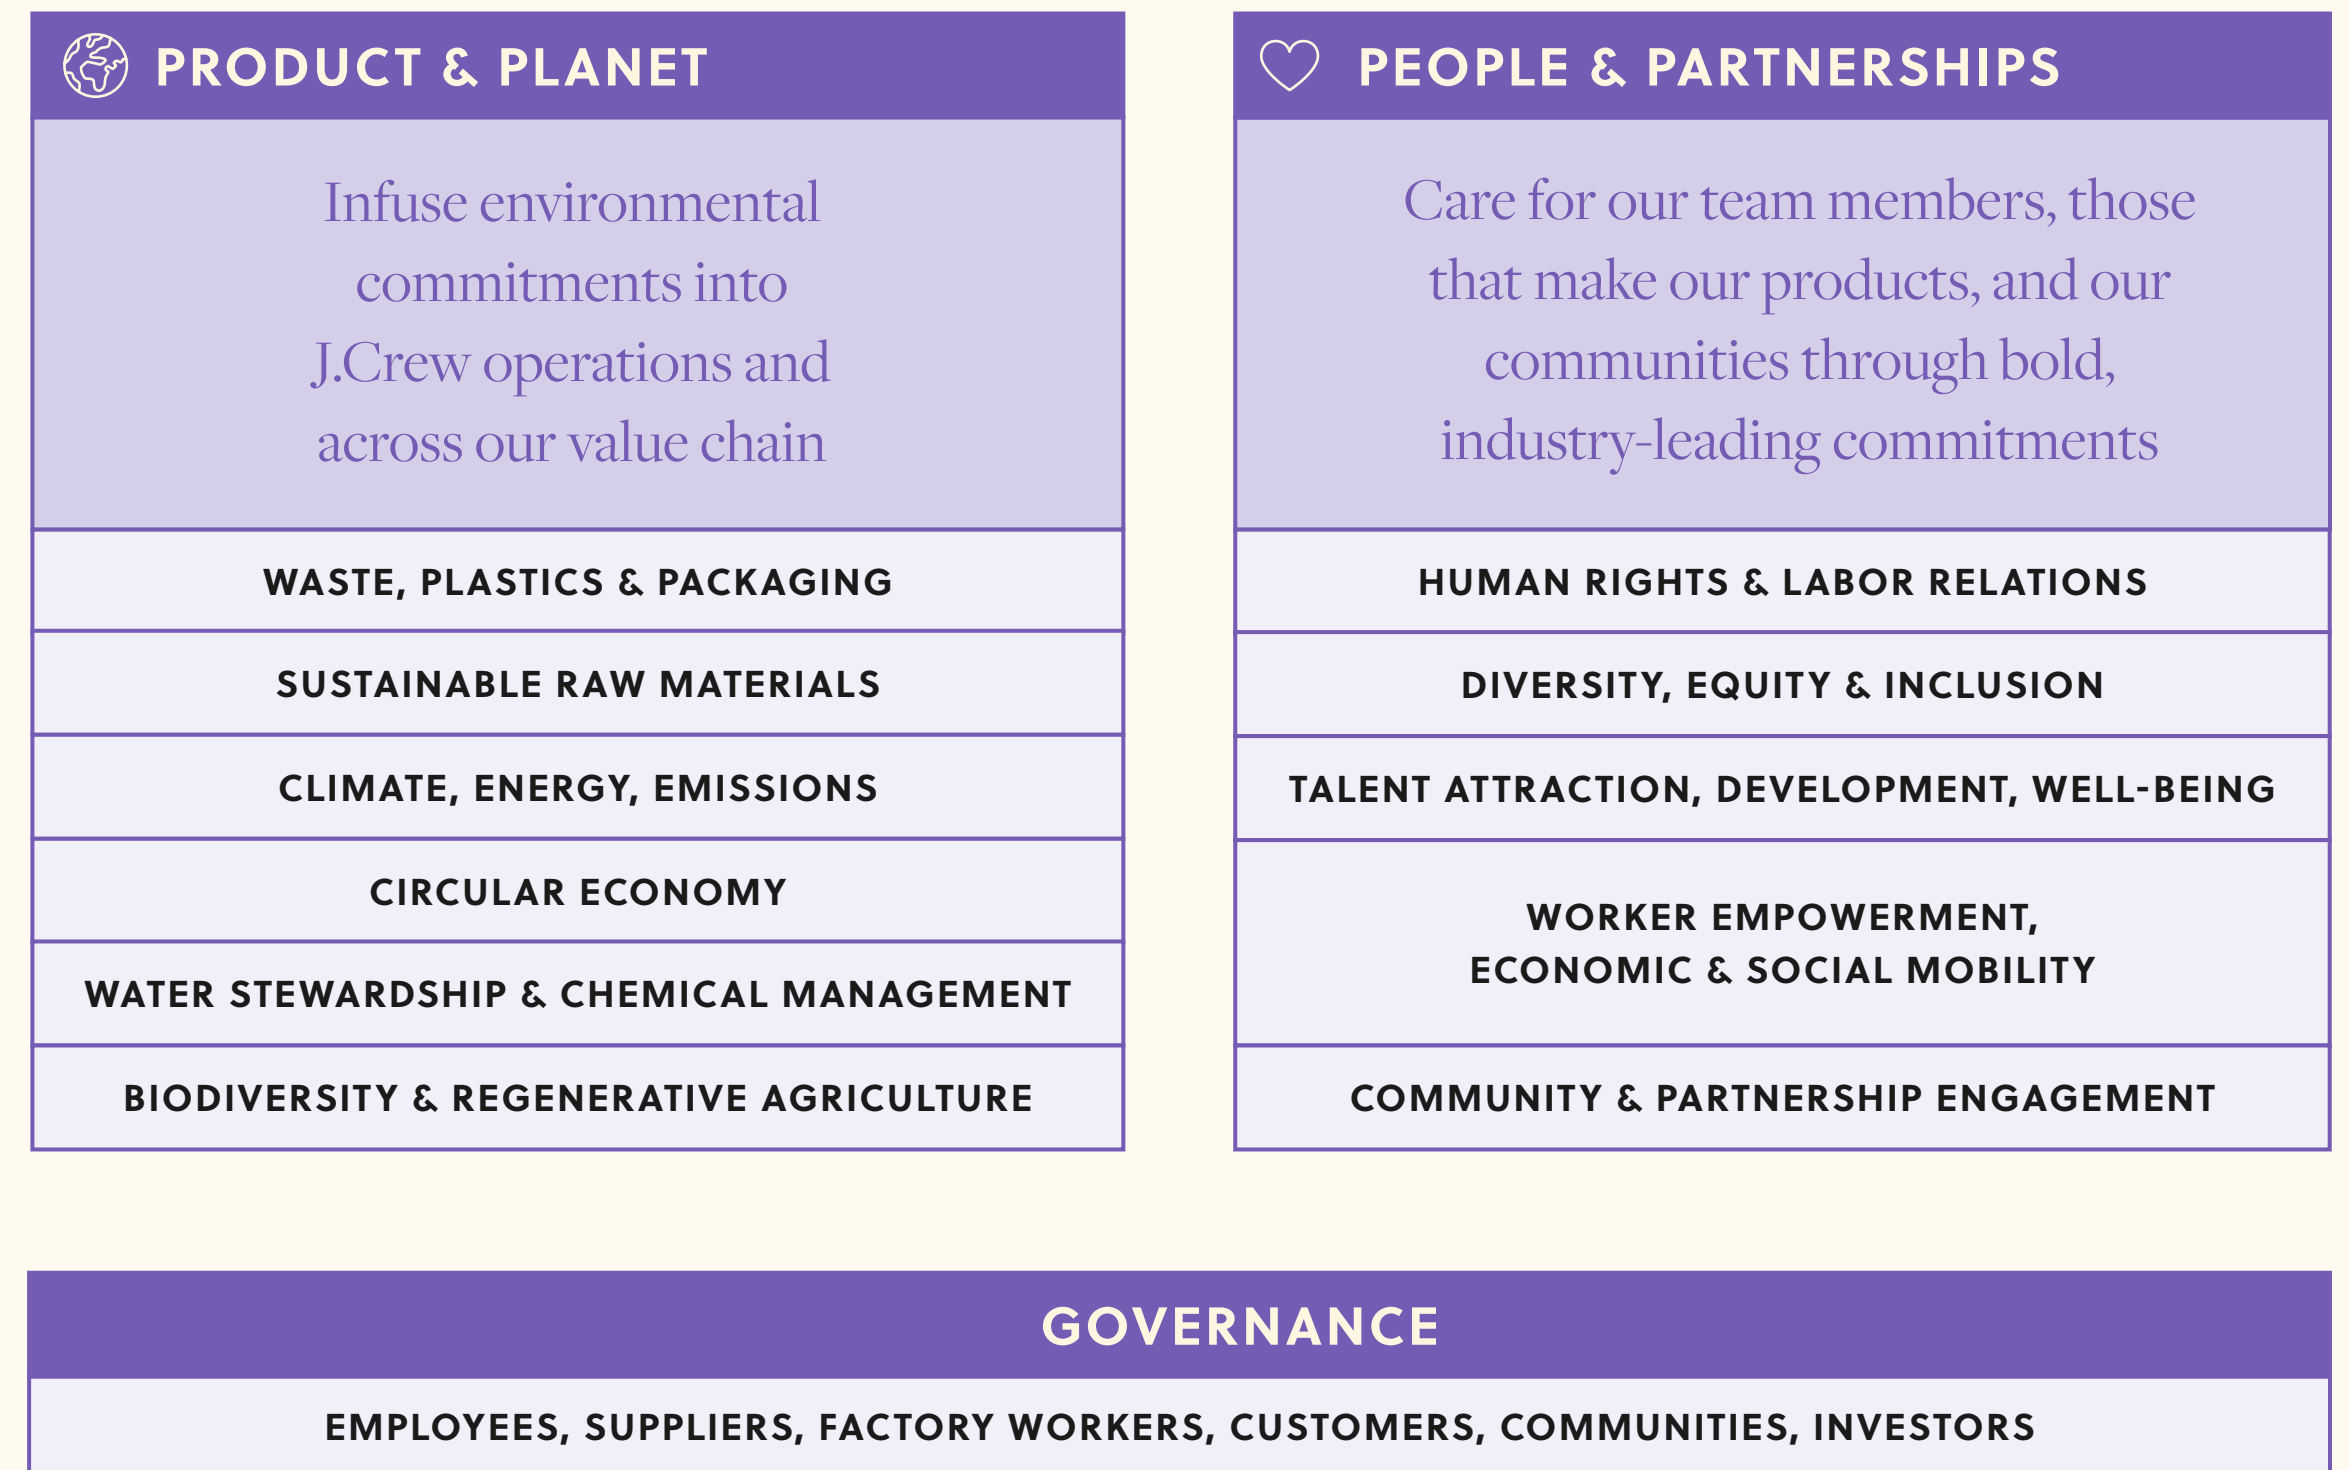 PRODUCT & PLANET
Infuse environmental
commitments into
J.Crew operations and
across our value chain
WASTE, PLASTICS & PACKAGING
SUSTAINABLE RAW MATERIALS
CLIMATE, ENERGY, EMISSIONS
CIRCULAR ECONOMY
WATER STEWARDSHIP & CHEMICAL MANAGEMENT
BIODIVERSITY & REGENERATIVE AGRICULTURE
PEOPLE & PARTNERSHIPS
Care for our team members, those
that make our products, and our
communities through bold,
industry-leading commitments
HUMAN RIGHTS & LABOR RELATIONS
DIVERSITY, EQUITY & INCLUSION
TALENT ATTRACTION, DEVELOPMENT, WELL-BEING
WORKER EMPOWERMENT,
ECONOMIC & SOCIAL MOBILITY
COMMUNITY & PARTNERSHIP ENGAGEMENT
GOVERNANCE
EMPLOYEES, SUPPLIERS, FACTORY WORKERS, CUSTOMERS, COMMUNITIES, INVESTORS